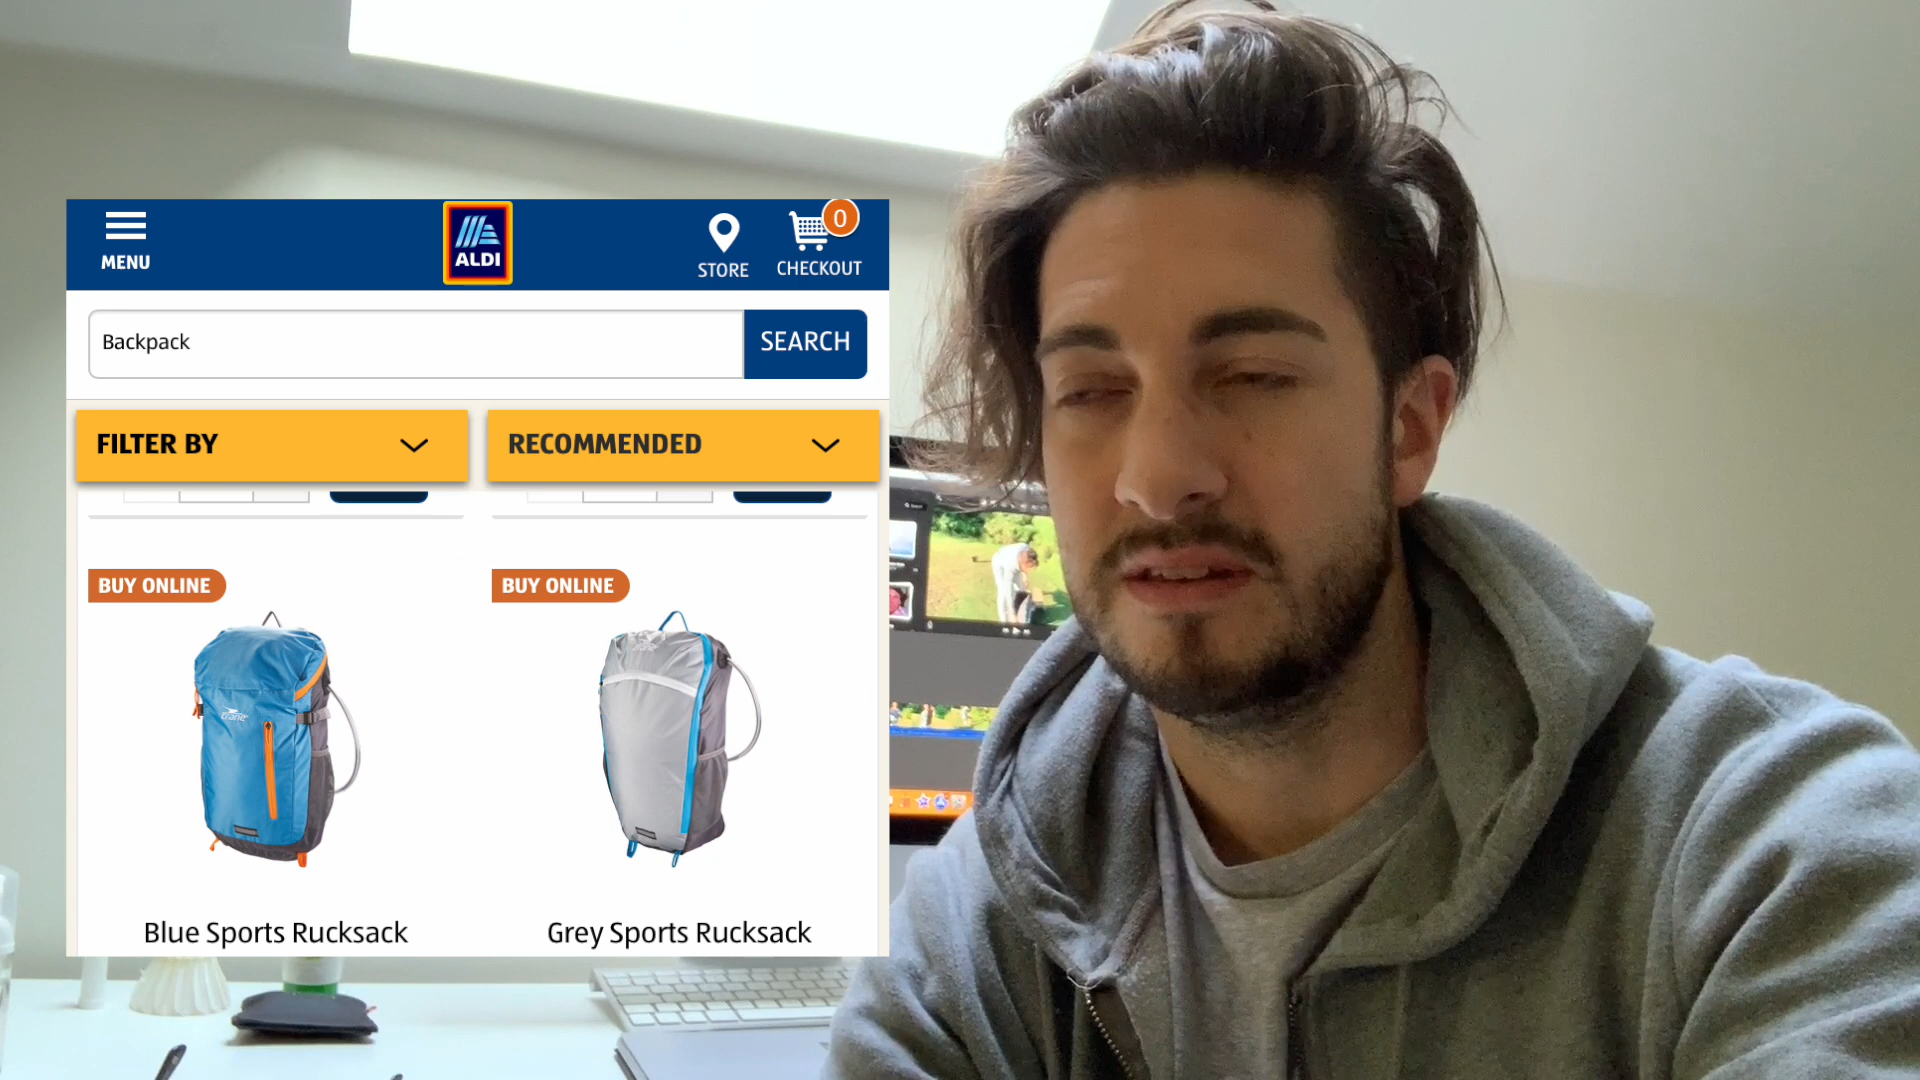 MENU
ALDI
STORE
0
CHECKOUT
Backpack
SEARCH
FILTER BY
RECOMMENDED
BUY ONLINE
BUY ONLINE
crane
Blue Sports Rucksack
Grey Sports Rucksack